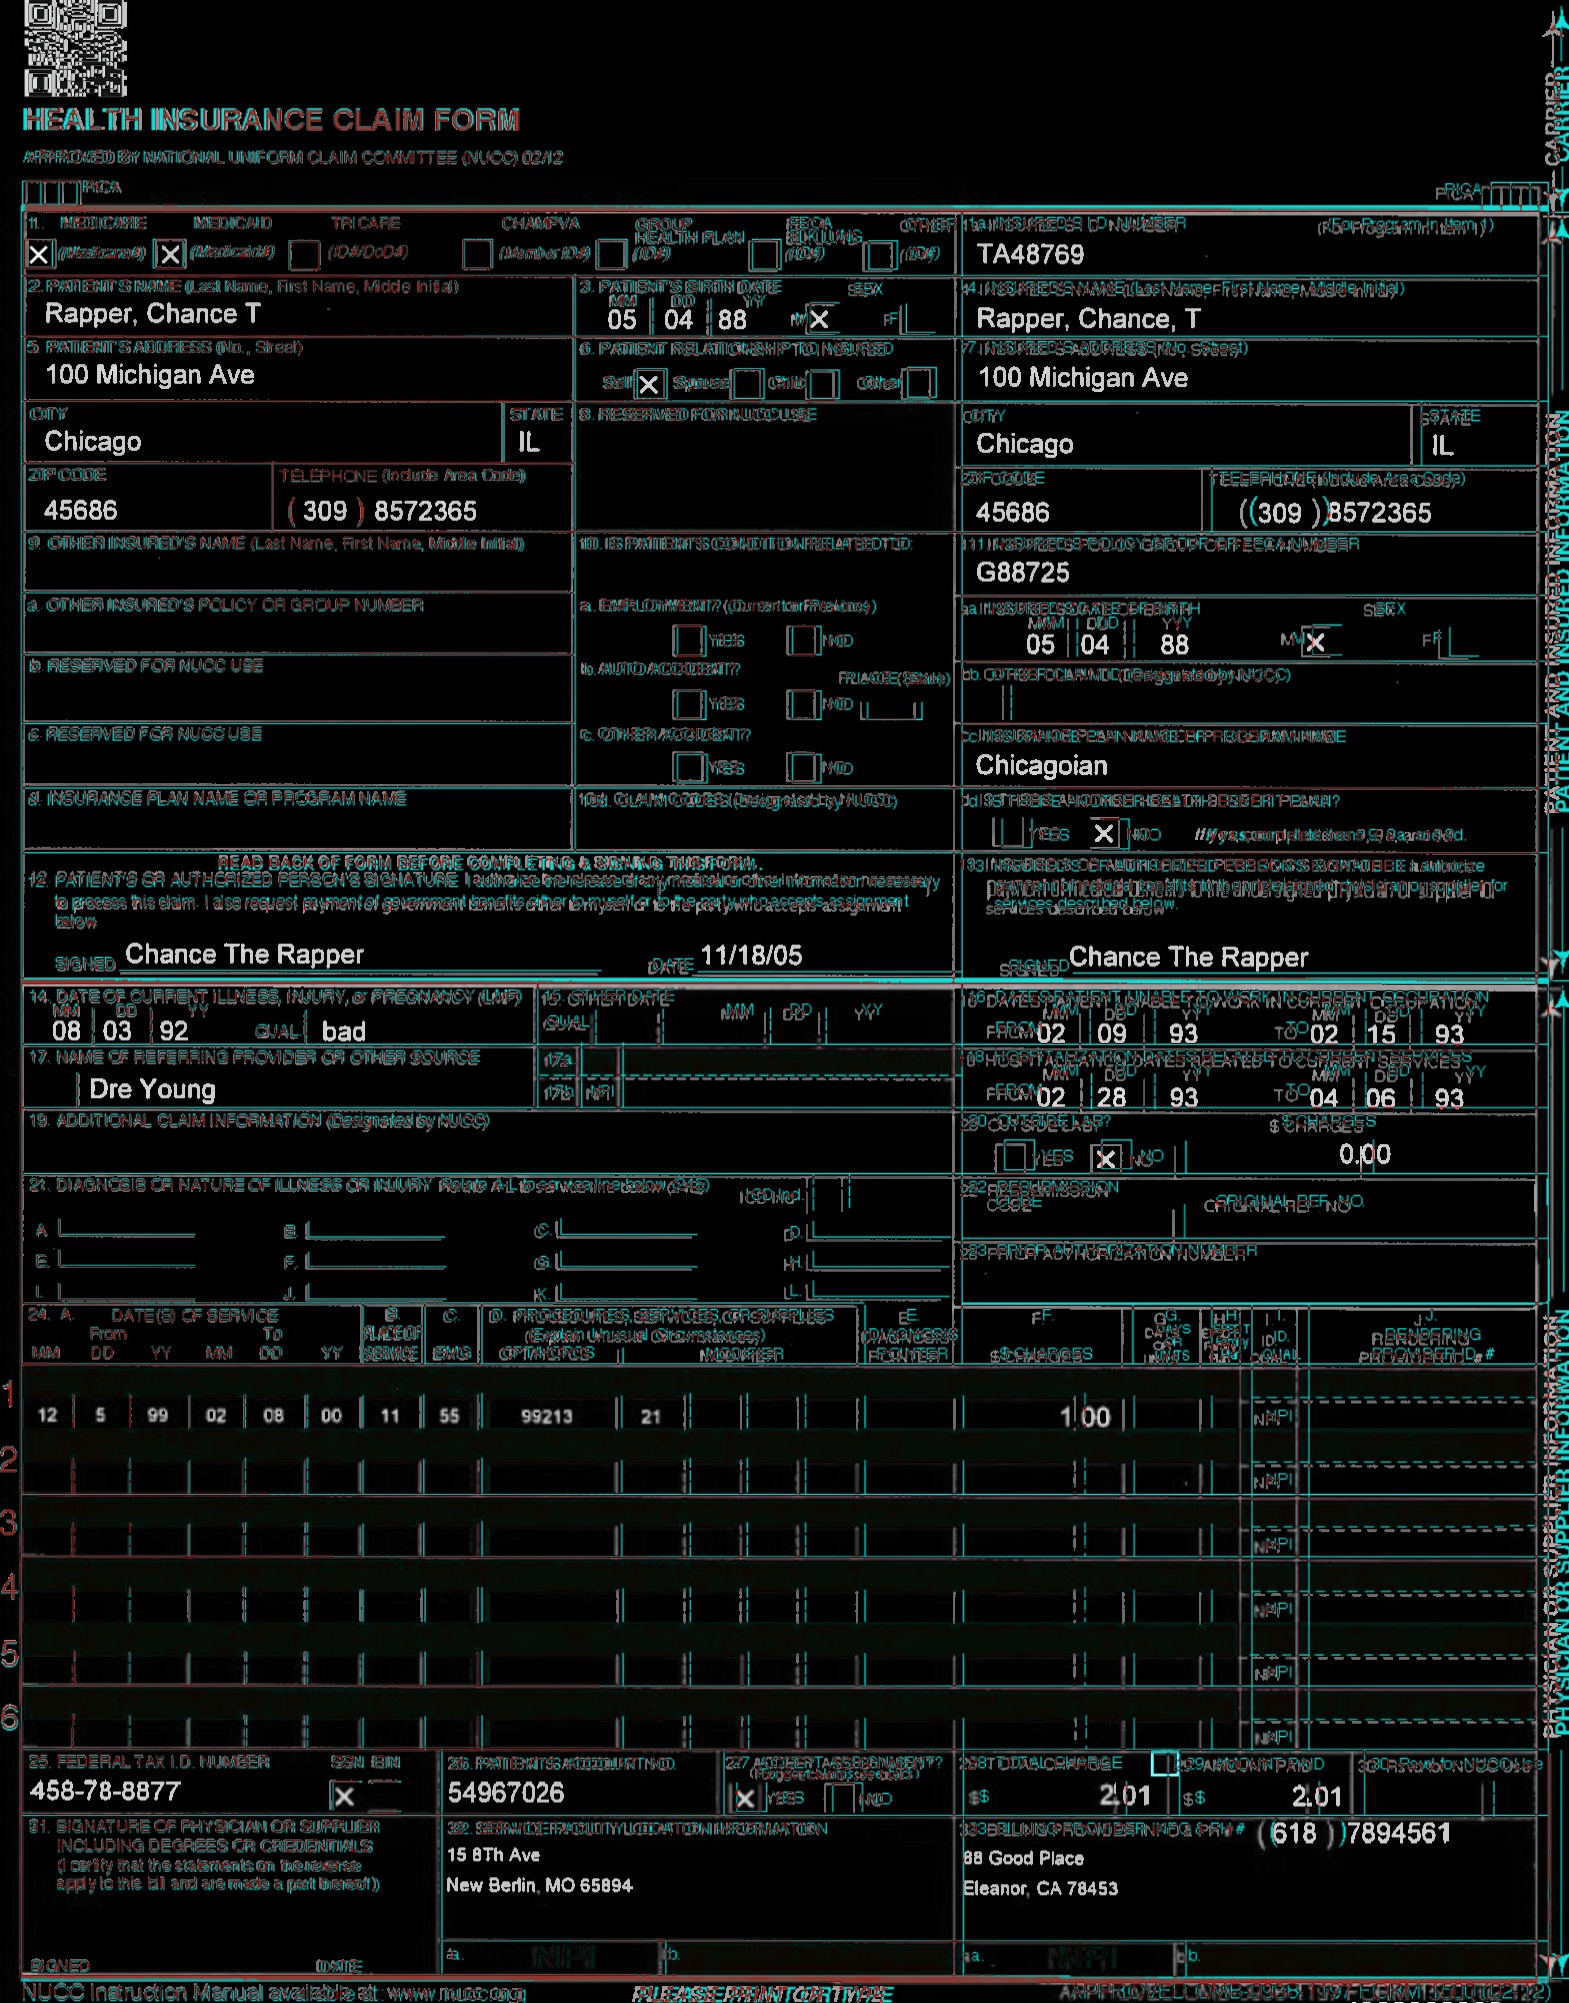 HEALTH INSURANCE CLAIM FORM
APPROVED BY NATIONAL UNIFORM CLAIM COMMITTEE (NUCC) 02/12
PICA
PICA
CARRIER
1. MEDICARE MEDICAID TRICARE CHAMPVA GROUP HEALTH PLAN FECA BLK LUNG OTHER
(Medicare#) (Medicaid#) (ID#/DoD#) (Member ID#) (ID#) (ID#) (ID#)
1a. INSURED'S I.D. NUMBER (For Program in Item 1)
TA48769
2. PATIENT'S NAME (Last Name, First Name, Middle Initial)
Rapper, Chance T
3. PATIENT'S BIRTH DATE SEX
MM DD YY
05 04 88 M X F
4. INSURED'S NAME (Last Name, First Name, Middle Initial)
Rapper, Chance, T
5. PATIENT'S ADDRESS (No., Street)
100 Michigan Ave
6. PATIENT RELATIONSHIP TO INSURED
Self X Spouse Child Other
7. INSURED'S ADDRESS (No., Street)
100 Michigan Ave
CITY STATE
Chicago IL
8. RESERVED FOR NUCC USE
CITY STATE
Chicago IL
ZIP CODE TELEPHONE (Include Area Code)
45686 ( 309 ) 8572365
ZIP CODE TELEPHONE (Include Area Code)
45686 ( 309 ) 8572365
9. OTHER INSURED'S NAME (Last Name, First Name, Middle Initial)
10. IS PATIENT'S CONDITION RELATED TO:
11. INSURED'S POLICY GROUP OR FECA NUMBER
G88725
a. OTHER INSURED'S POLICY OR GROUP NUMBER
a. EMPLOYMENT? (Current or Previous)
YES NO
a. INSURED'S DATE OF BIRTH SEX
MM DD YY
05 04 88 M X F
b. RESERVED FOR NUCC USE
b. AUTO ACCIDENT? PLACE (State)
YES NO
b. OTHER CLAIM ID (Designated by NUCC)
c. RESERVED FOR NUCC USE
c. OTHER ACCIDENT?
YES NO
c. INSURANCE PLAN NAME OR PROGRAM NAME
Chicagoian
d. INSURANCE PLAN NAME OR PROGRAM NAME
10d. CLAIM CODES (Designated by NUCC)
d. IS THERE ANOTHER HEALTH BENEFIT PLAN?
YES X NO If yes, complete items 9, 9a, and 9d.
READ BACK OF FORM BEFORE COMPLETING & SIGNING THIS FORM.
12. PATIENT'S OR AUTHORIZED PERSON'S SIGNATURE I authorize the release of any medical or other information necessary
to process this claim. I also request payment of government benefits either to myself or to the party who accepts assignment
below.
SIGNED Chance The Rapper DATE 11/18/05
13. INSURED'S OR AUTHORIZED PERSON'S SIGNATURE I authorize
payment of medical benefits to the undersigned physician or supplier for
services described below.
SIGNED Chance The Rapper
PATIENT AND INSURED INFORMATION
14. DATE OF CURRENT ILLNESS, INJURY, or PREGNANCY (LMP)
MM DD YY
08 03 92 QUAL. bad
15. OTHER DATE
QUAL. MM DD YY
16. DATES PATIENT UNABLE TO WORK IN CURRENT OCCUPATION
MM DD YY MM DD YY
FROM 02 09 93 TO 02 15 93
17. NAME OF REFERRING PROVIDER OR OTHER SOURCE
Dre Young
17a.
17b. NPI
18. HOSPITALIZATION DATES RELATED TO CURRENT SERVICES
MM DD YY MM DD YY
FROM 02 28 93 TO 04 06 93
19. ADDITIONAL CLAIM INFORMATION (Designated by NUCC)
20. OUTSIDE LAB? $ CHARGES
YES X NO 0.00
21. DIAGNOSIS OR NATURE OF ILLNESS OR INJURY Relate A-L to service line below (24E) ICD Ind.
A. B. C. D.
E. F. G. H.
I. J. K. L.
22. RESUBMISSION CODE ORIGINAL REF. NO.
23. PRIOR AUTHORIZATION NUMBER
24. A. DATE(S) OF SERVICE B. C. D. PROCEDURES, SERVICES, OR SUPPLIES E. F. G. H. I. J.
From To PLACE OF (Explain Unusual Circumstances) DIAGNOSIS DAYS OR ID. RENDERING
MM DD YY MM DD YY SERVICE EMG CPT/HCPCS MODIFIER POINTER $ CHARGES UNITS QUAL. PROVIDER ID. #
1
12 5 99 02 08 00 11 55 99213 21 1.00 NPI
2 NPI
3 NPI
4 NPI
5 NPI
6 NPI
25. FEDERAL TAX I.D. NUMBER SSN EIN
458-78-8877 X
26. PATIENT'S ACCOUNT NO.
54967026
27. ACCEPT ASSIGNMENT?
(For govt. claims, see back)
X YES NO
28. TOTAL CHARGE
$ 2.01
29. AMOUNT PAID
$ 2.01
30. Rsvd for NUCC Use
31. SIGNATURE OF PHYSICIAN OR SUPPLIER
INCLUDING DEGREES OR CREDENTIALS
(I certify that the statements on the reverse
apply to this bill and are made a part thereof.)
SIGNED DATE
32. SERVICE FACILITY LOCATION INFORMATION
15 8Th Ave
New Berlin, MO 65894
a. NPI b.
33. BILLING PROVIDER INFO & PH # ( 618 ) 7894561
88 Good Place
Eleanor, CA 78453
a. NPI b.
PHYSICIAN OR SUPPLIER INFORMATION
NUCC Instruction Manual available at: www.nucc.org
PLEASE PRINT OR TYPE